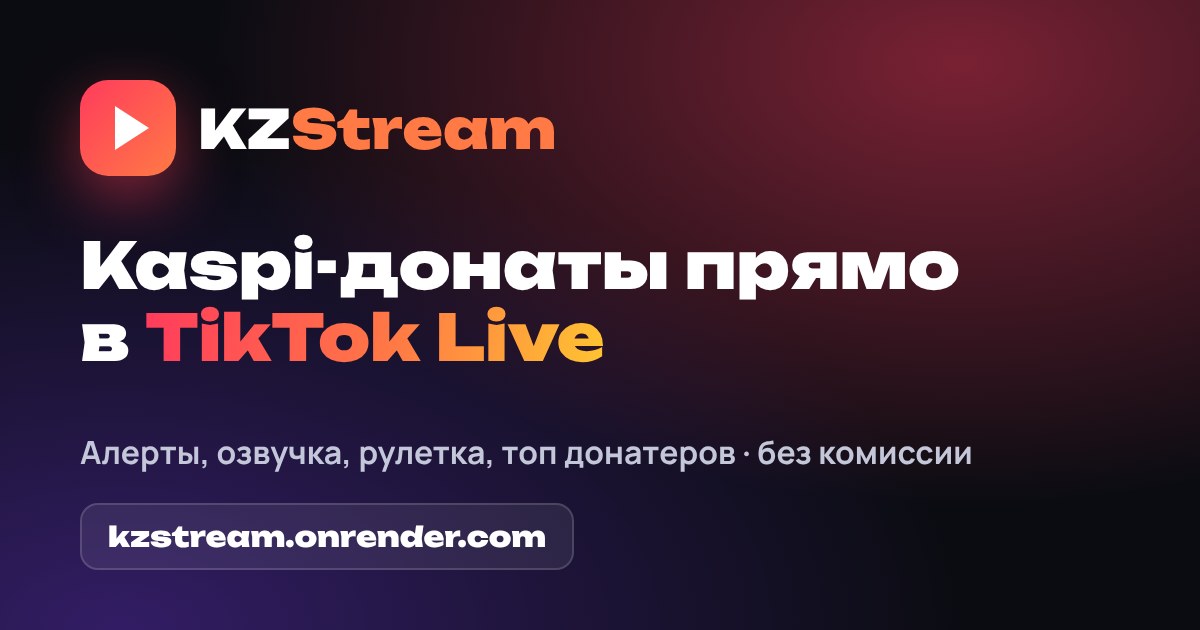 KZStream
Kaspi-донаты прямо
в TikTok Live
Алерты, озвучка, рулетка, топ донатеров · без комиссии
kzstream.onrender.com